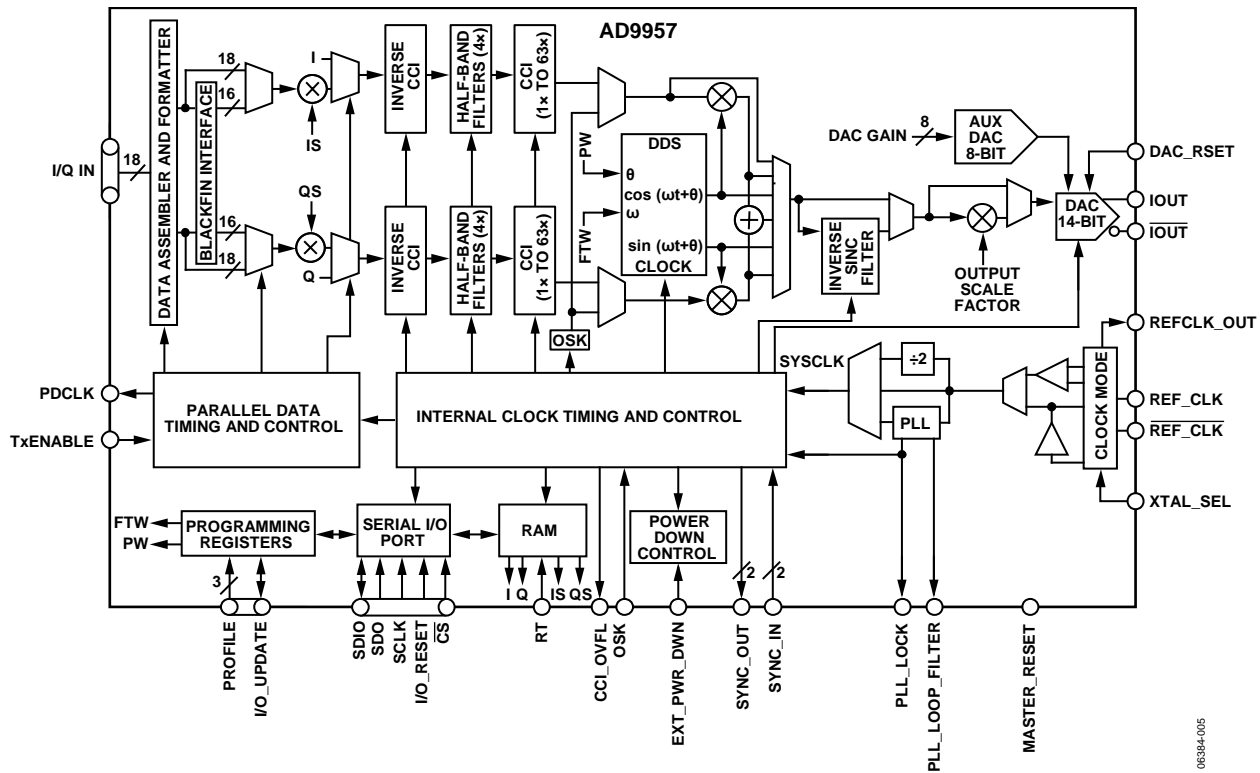 AD9957
I/Q IN
18
DATA ASSEMBLER AND FORMATTER
BLACKFIN INTERFACE
18
16
16
18
IS
QS
I
Q
INVERSE
CCI
HALF-BAND
FILTERS (4×)
CCI
(1× TO 63×)
INVERSE
CCI
HALF-BAND
FILTERS (4×)
CCI
(1× TO 63×)
OSK
PW
FTW
DDS
θ
cos (ωt+θ)
ω
sin (ωt+θ)
CLOCK
INVERSE
SINC
FILTER
OUTPUT
SCALE
FACTOR
DAC GAIN
8
AUX
DAC
8-BIT
DAC
14-BIT
DAC_RSET
IOUT
IOUT
REFCLK_OUT
REF_CLK
REF_CLK
XTAL_SEL
CLOCK MODE
SYSCLK
÷2
PLL
PDCLK
TxENABLE
PARALLEL DATA
TIMING AND CONTROL
INTERNAL CLOCK TIMING AND CONTROL
FTW
PW
PROGRAMMING
REGISTERS
SERIAL I/O
PORT
RAM
POWER
DOWN
CONTROL
3
I Q IS QS
2
2
PROFILE
I/O_UPDATE
SDIO
SDO
SCLK
I/O_RESET
CS
RT
CCI_OVFL
OSK
EXT_PWR_DWN
SYNC_OUT
SYNC_IN
PLL_LOCK
PLL_LOOP_FILTER
MASTER_RESET
06384-005